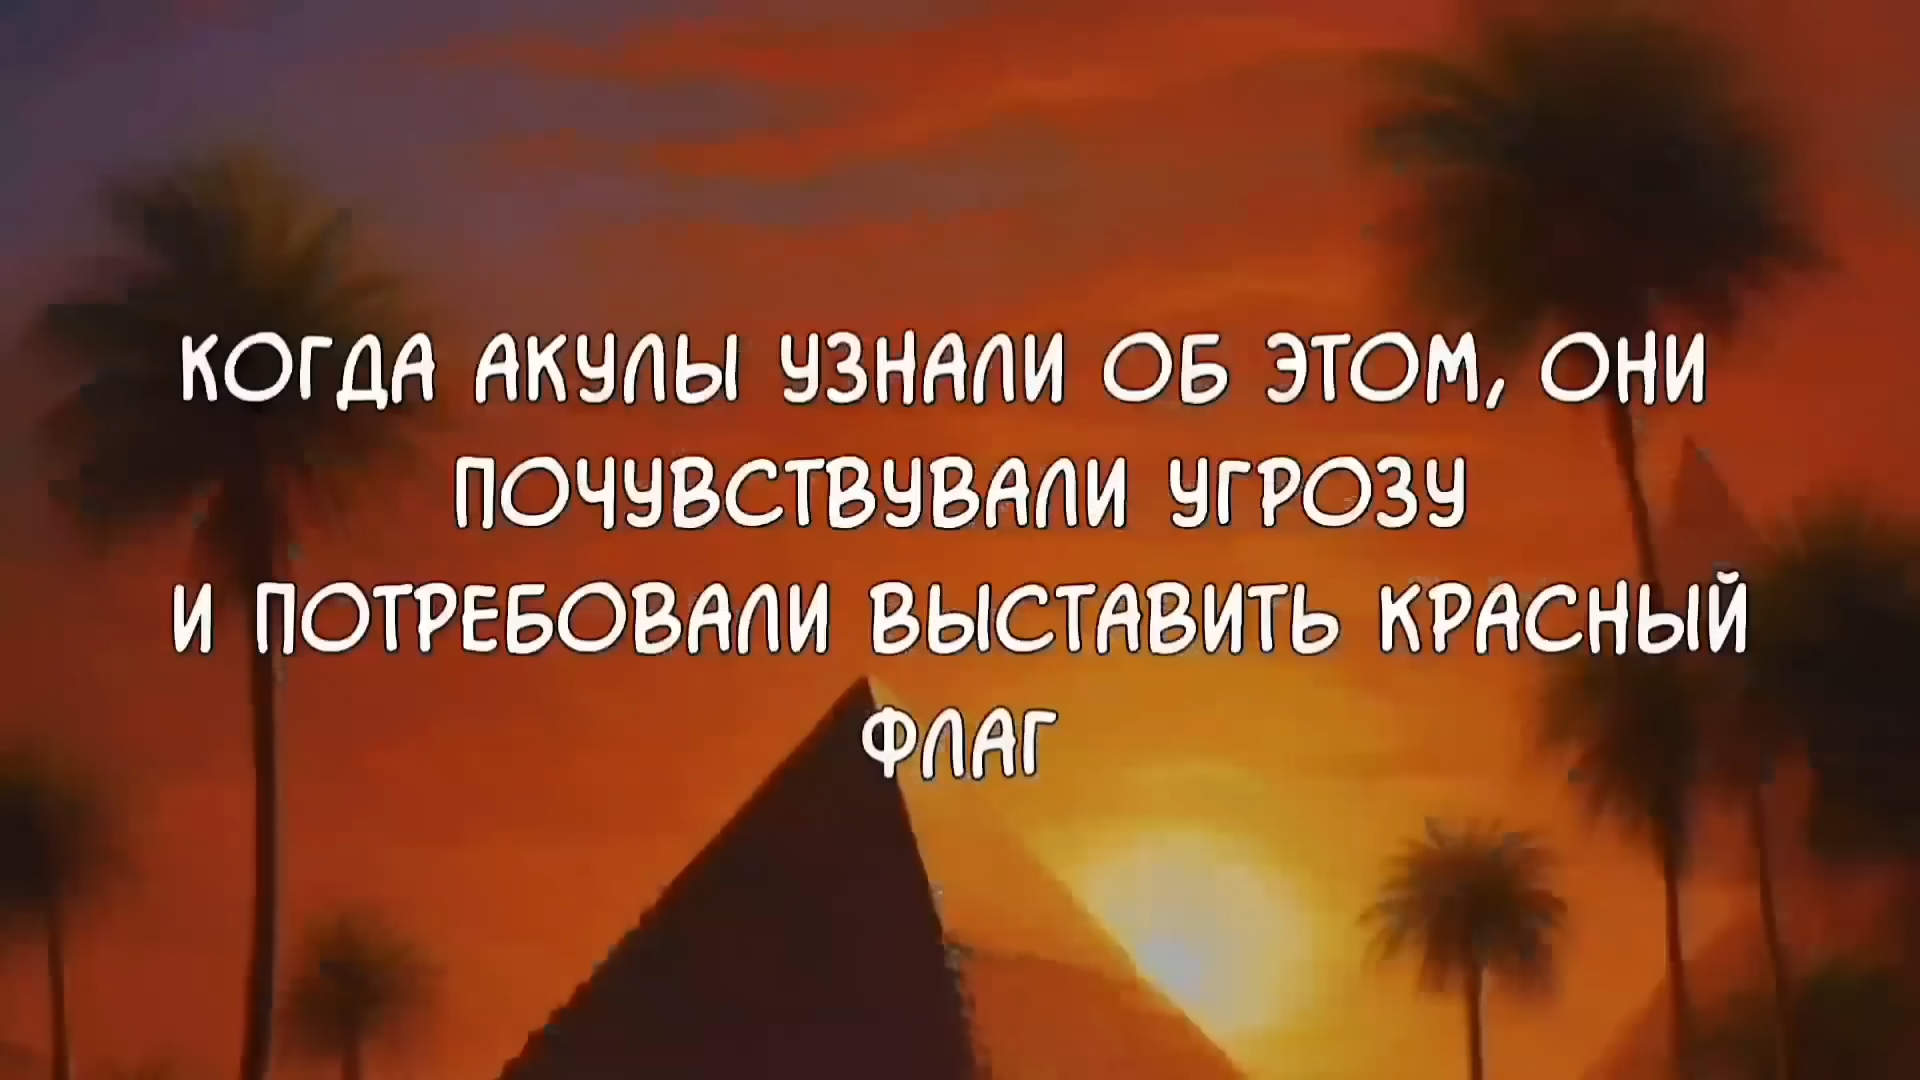 КОГДА АКУЛЫ УЗНАЛИ ОБ ЭТОМ, ОНИ
ПОЧУВСТВУВАЛИ УГРОЗУ
И ПОТРЕБОВАЛИ ВЫСТАВИТЬ КРАСНЫЙ
ФЛАГ